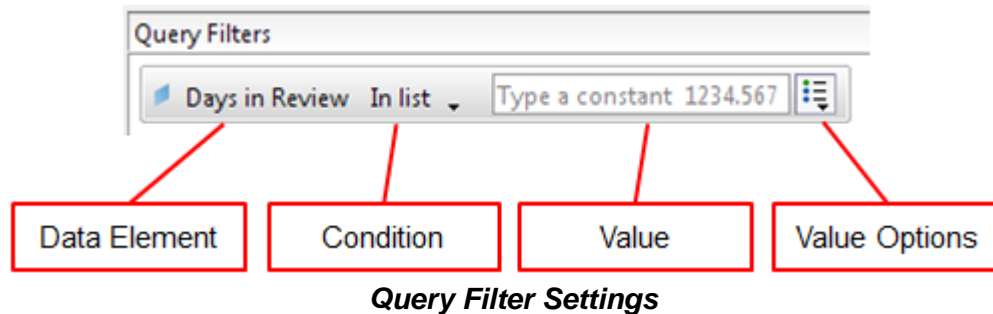 Query Filters
Days in Review In list Type a constant 1234.567
Data Element Condition Value Value Options
Query Filter Settings